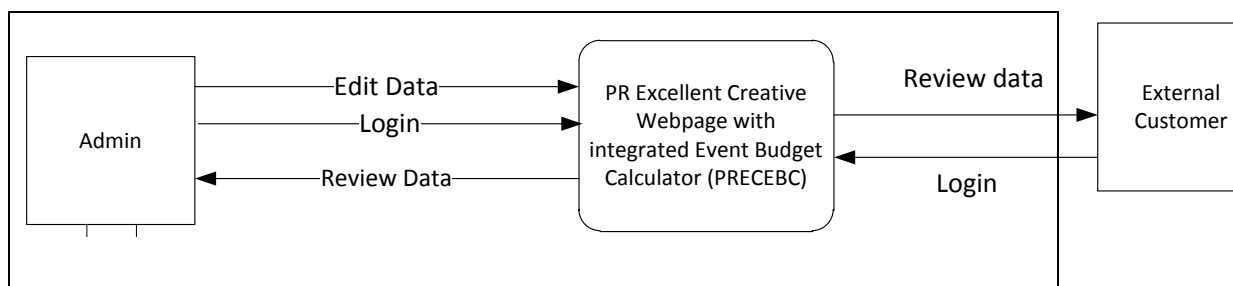 Edit Data
Login
Review Data
Admin
PR Excellent Creative
Webpage with
integrated Event Budget
Calculator (PRECEBC)
Review data
Login
External
Customer